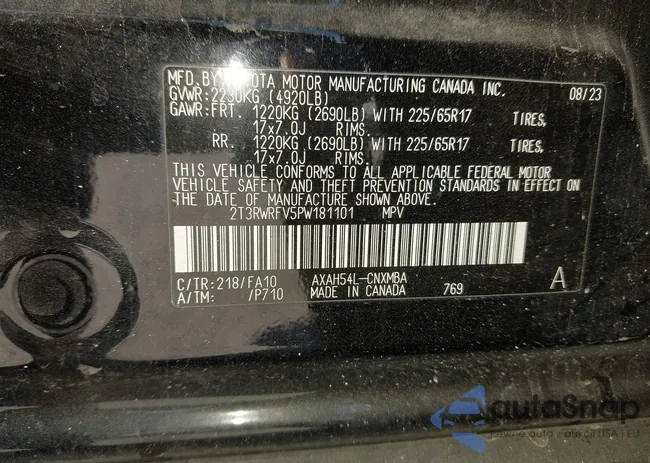 MFD. BY TOYOTA MOTOR MANUFACTURING CANADA INC. 08/23
GVWR: 2230KG (4920LB)
GAWR: FRT. 1220KG (2690LB) WITH 225/65R17 TIRES,
17x7.0J RIMS.
RR. 1220KG (2690LB) WITH 225/65R17 TIRES,
17x7.0J RIMS.
THIS VEHICLE CONFORMS TO ALL APPLICABLE FEDERAL MOTOR
VEHICLE SAFETY AND THEFT PREVENTION STANDARDS IN EFFECT ON
THE DATE OF MANUFACTURE SHOWN ABOVE.
2T3RWRFV5PW181101 MPV
C/TR: 218/FA10 AXAH54L-CNXMBA A
A/TM: /P710 MADE IN CANADA 769
autaSnap